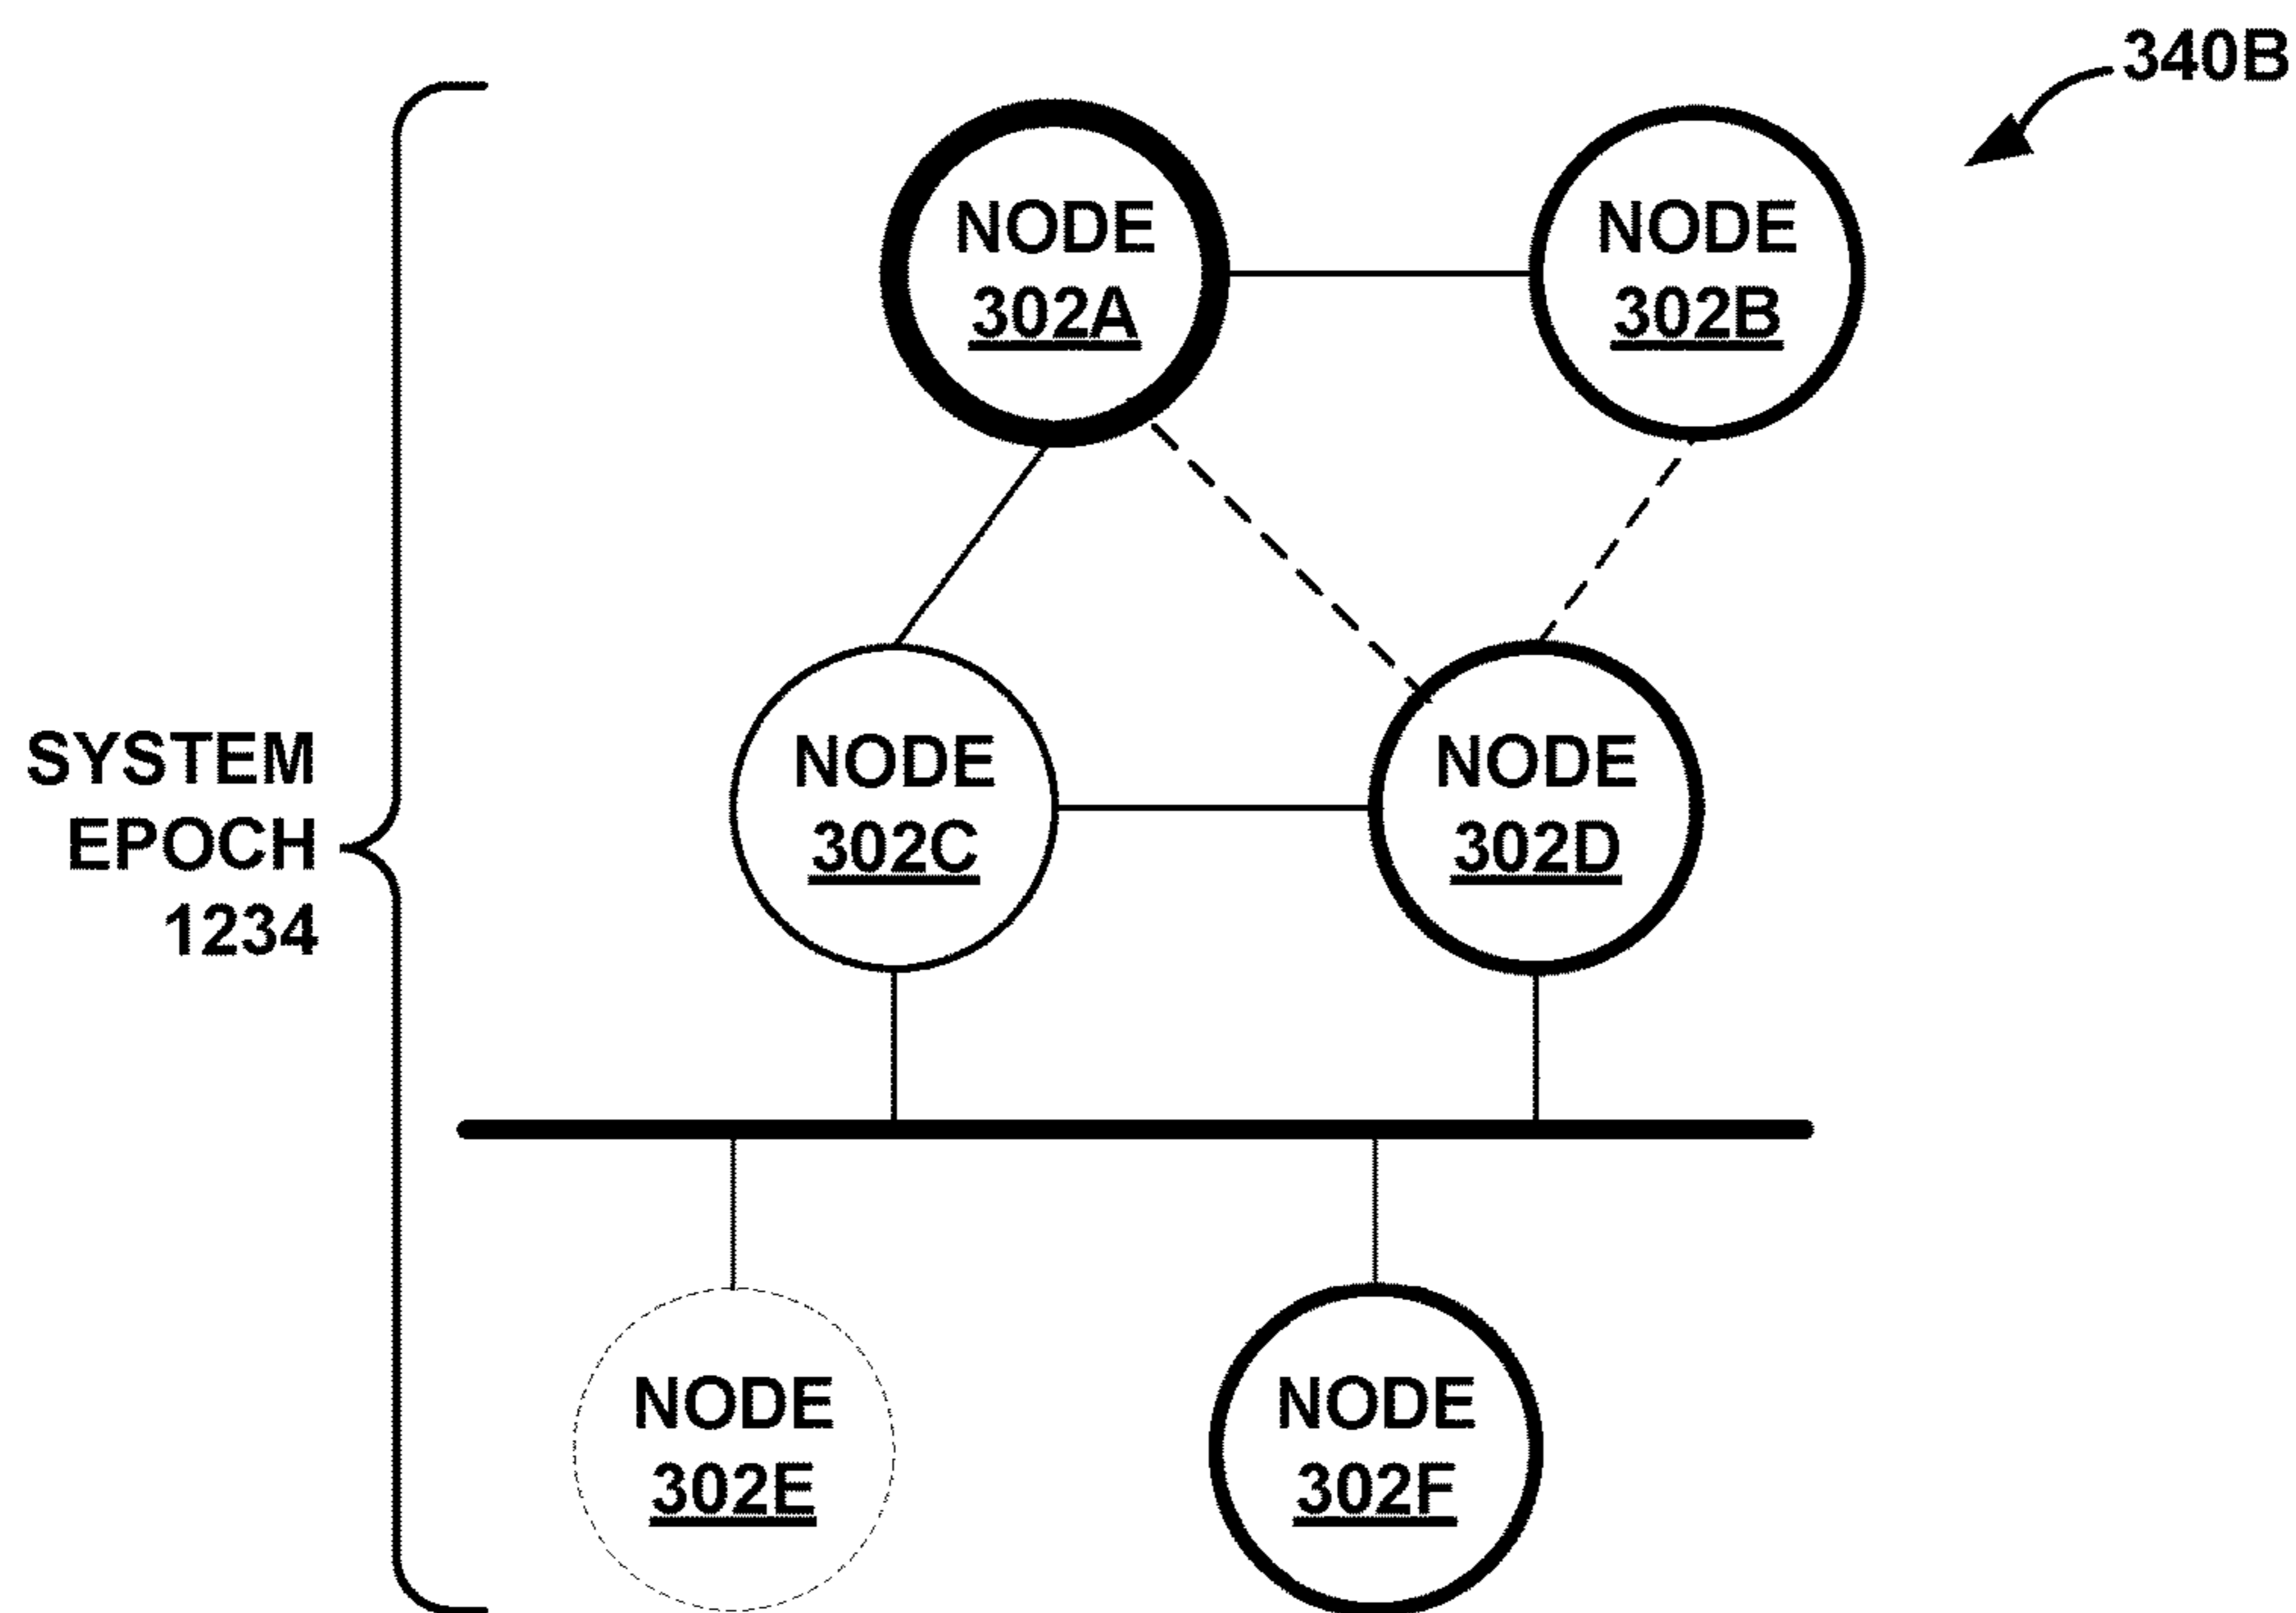 340B
NODE
302A
NODE
302B
SYSTEM
EPOCH
1234
NODE
302C
NODE
302D
NODE
302E
NODE
302F